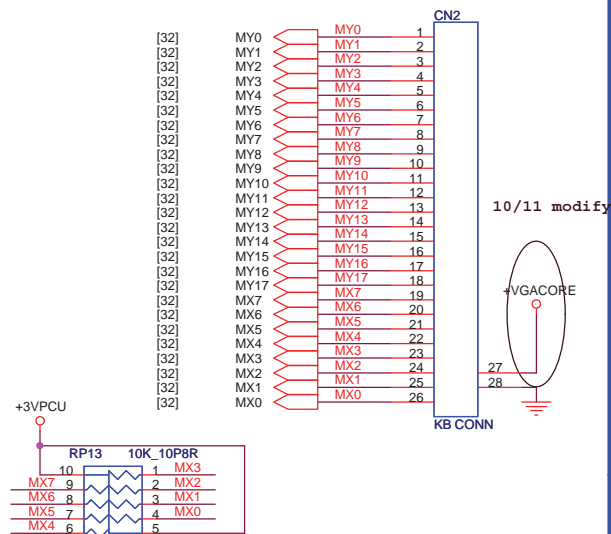 CN2
[32] MY0 MY0 1
[32] MY1 MY1 2
[32] MY2 MY2 3
[32] MY3 MY3 4
[32] MY4 MY4 5
[32] MY5 MY5 6
[32] MY6 MY6 7
[32] MY7 MY7 8
[32] MY8 MY8 9
[32] MY9 MY9 10
[32] MY10 MY10 11
[32] MY11 MY11 12
[32] MY12 MY12 13
[32] MY13 MY13 14
[32] MY14 MY14 15
[32] MY15 MY15 16
[32] MY16 MY16 17
[32] MY17 MY17 18
[32] MX7 MX7 19
[32] MX6 MX6 20
[32] MX5 MX5 21
[32] MX4 MX4 22
[32] MX3 MX3 23
[32] MX2 MX2 24
[32] MX1 MX1 25
[32] MX0 MX0 26
10/11 modify
+VGACORE
27
28
KB CONN
+3VPCU
RP13 10K_10P8R
10 1 MX3
MX7 9 2 MX2
MX6 8 3 MX1
MX5 7 4 MX0
MX4 6 5